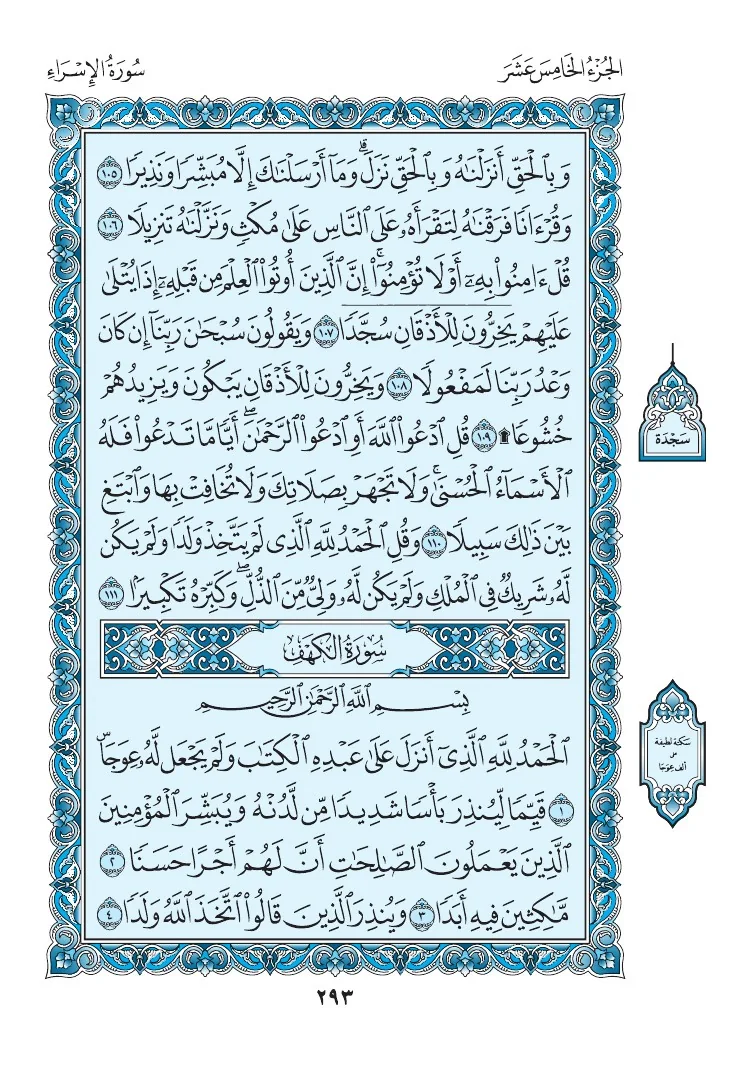 الجُزْءُ الخَامِسَ عَشَرَ
سُورَةُ الإِسْرَاءِ
وَبِٱلْحَقِّ أَنزَلْنَٰهُ وَبِٱلْحَقِّ نَزَلَۗ وَمَآ أَرْسَلْنَٰكَ إِلَّا مُبَشِّرًا وَنَذِيرًا ١٠٥
وَقُرْءَانًا فَرَقْنَٰهُ لِتَقْرَأَهُۥ عَلَى ٱلنَّاسِ عَلَىٰ مُكْثٍ وَنَزَّلْنَٰهُ تَنزِيلًا ١٠٦
قُلْ ءَامِنُوا۟ بِهِۦٓ أَوْ لَا تُؤْمِنُوٓا۟ۚ إِنَّ ٱلَّذِينَ أُوتُوا۟ ٱلْعِلْمَ مِن قَبْلِهِۦٓ إِذَا يُتْلَىٰ
عَلَيْهِمْ يَخِرُّونَ لِلْأَذْقَانِ سُجَّدًا ١٠٧ وَيَقُولُونَ سُبْحَٰنَ رَبِّنَآ إِن كَانَ
وَعْدُ رَبِّنَا لَمَفْعُولًا ١٠٨ وَيَخِرُّونَ لِلْأَذْقَانِ يَبْكُونَ وَيَزِيدُهُمْ
خُشُوعًا۩ ١٠٩ قُلِ ٱدْعُوا۟ ٱللَّهَ أَوِ ٱدْعُوا۟ ٱلرَّحْمَٰنَۖ أَيًّا مَّا تَدْعُوا۟ فَلَهُ
ٱلْأَسْمَآءُ ٱلْحُسْنَىٰۚ وَلَا تَجْهَرْ بِصَلَاتِكَ وَلَا تُخَافِتْ بِهَا وَٱبْتَغِ
بَيْنَ ذَٰلِكَ سَبِيلًا ١١٠ وَقُلِ ٱلْحَمْدُ لِلَّهِ ٱلَّذِى لَمْ يَتَّخِذْ وَلَدًا وَلَمْ يَكُن
لَّهُۥ شَرِيكٌ فِى ٱلْمُلْكِ وَلَمْ يَكُن لَّهُۥ وَلِىٌّ مِّنَ ٱلذُّلِّۖ وَكَبِّرْهُ تَكْبِيرًۢا ١١١
سُورَةُ الكَهْفِ
بِسْمِ ٱللَّهِ ٱلرَّحْمَٰنِ ٱلرَّحِيمِ
ٱلْحَمْدُ لِلَّهِ ٱلَّذِىٓ أَنزَلَ عَلَىٰ عَبْدِهِ ٱلْكِتَٰبَ وَلَمْ يَجْعَل لَّهُۥ عِوَجَاۜ
١ قَيِّمًا لِّيُنذِرَ بَأْسًا شَدِيدًا مِّن لَّدُنْهُ وَيُبَشِّرَ ٱلْمُؤْمِنِينَ
ٱلَّذِينَ يَعْمَلُونَ ٱلصَّٰلِحَٰتِ أَنَّ لَهُمْ أَجْرًا حَسَنًا ٢
مَّٰكِثِينَ فِيهِ أَبَدًا ٣ وَيُنذِرَ ٱلَّذِينَ قَالُوا۟ ٱتَّخَذَ ٱللَّهُ وَلَدًا ٤
سَجْدَة
سكتة لطيفة
على
ألف عِوَجَا
٢٩٣